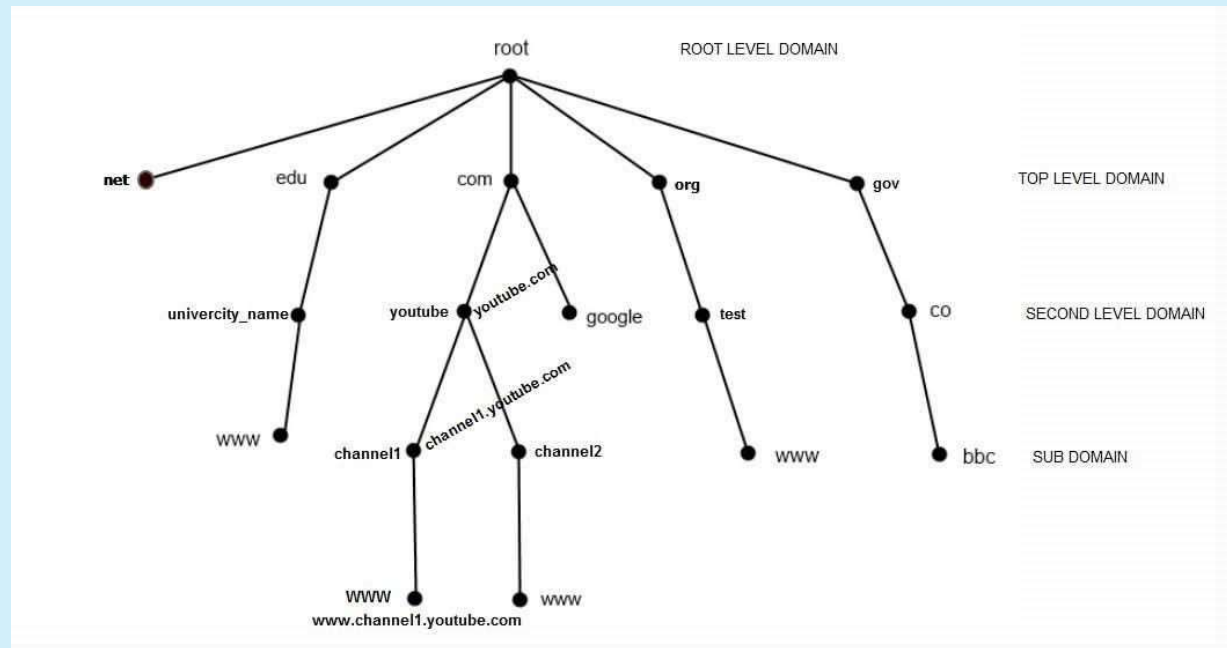 root
ROOT LEVEL DOMAIN
net
edu
com
org
gov
TOP LEVEL DOMAIN
univercity_name
youtube
youtube.com
google
test
co
SECOND LEVEL DOMAIN
www
channel1
channel1.youtube.com
channel2
www
bbc
SUB DOMAIN
www
www.channel1.youtube.com
www